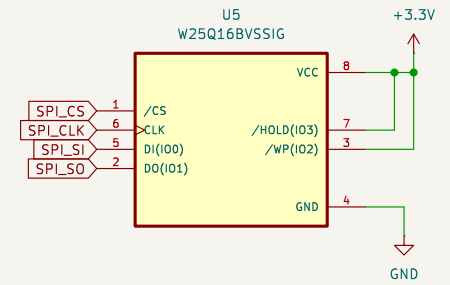 U5
W25Q16BVSSIG
+3.3V
VCC 8
SPI_CS 1 /CS
SPI_CLK 6 CLK
/HOLD(IO3) 7
SPI_SI 5 DI(IO0)
/WP(IO2) 3
SPI_SO 2 DO(IO1)
GND 4
GND